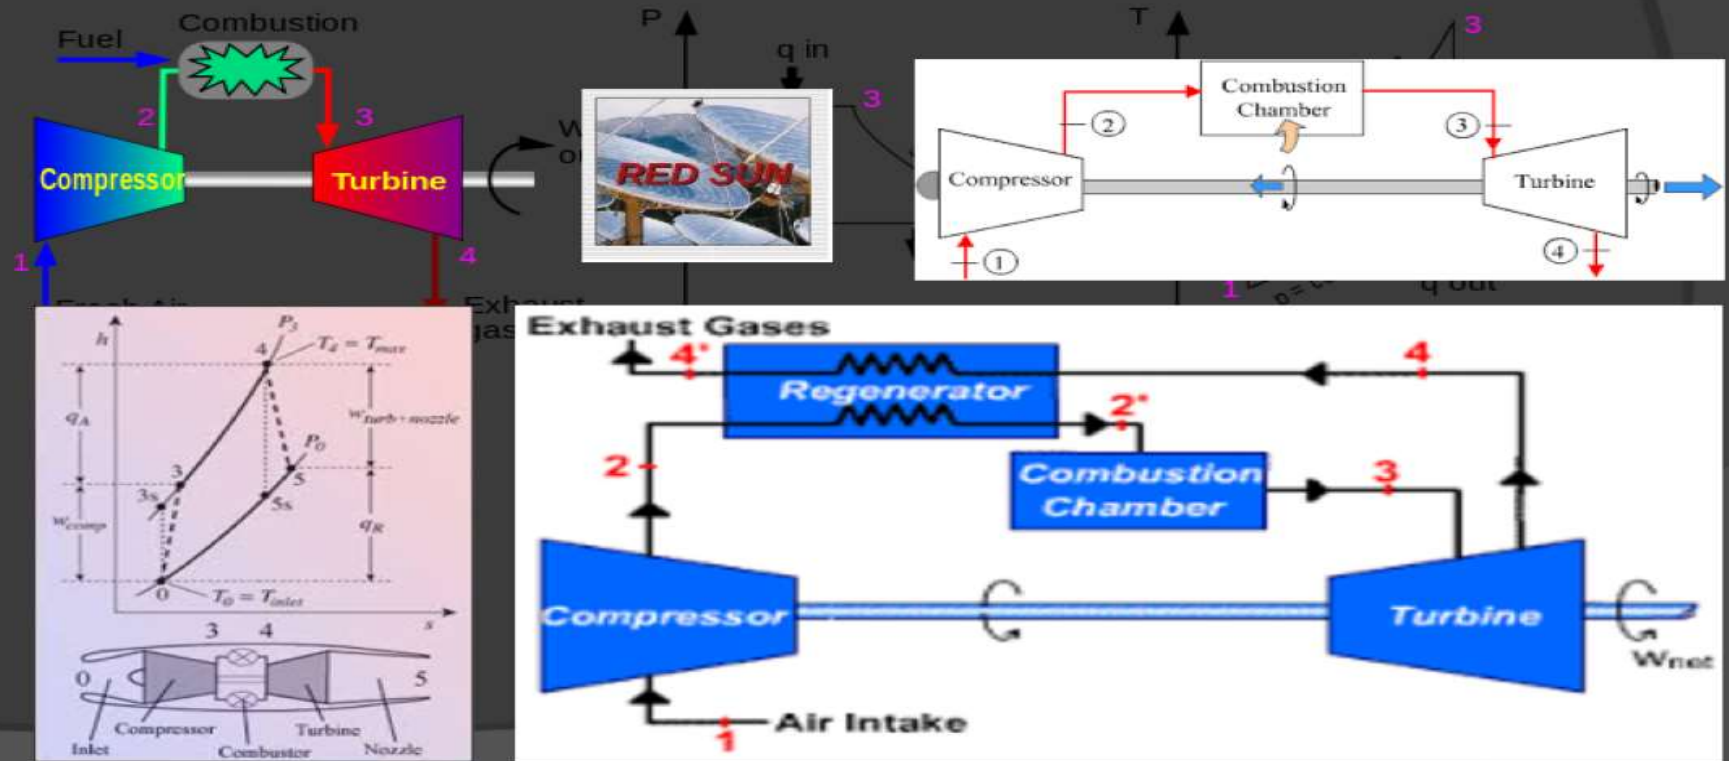 Fuel
Combustion
2
3
Compressor
Turbine
1
4
P
q in
3
T
3
RED SUN
Combustion
Chamber
2
3
Compressor
Turbine
1
4
1
q out
h
P3
4
T4 = Tmax
qA
wturb+nozzle
P0
3
3s
5
5s
wcomp
qR
0
T0 = Tinlet
s
3 4
0
5
Compressor
Turbine
Inlet
Combustor
Nozzle
Exhaust Gases
4*
4
Regenerator
2*
2
Combustion
Chamber
3
Compressor
Turbine
Wnet
Air Intake
1